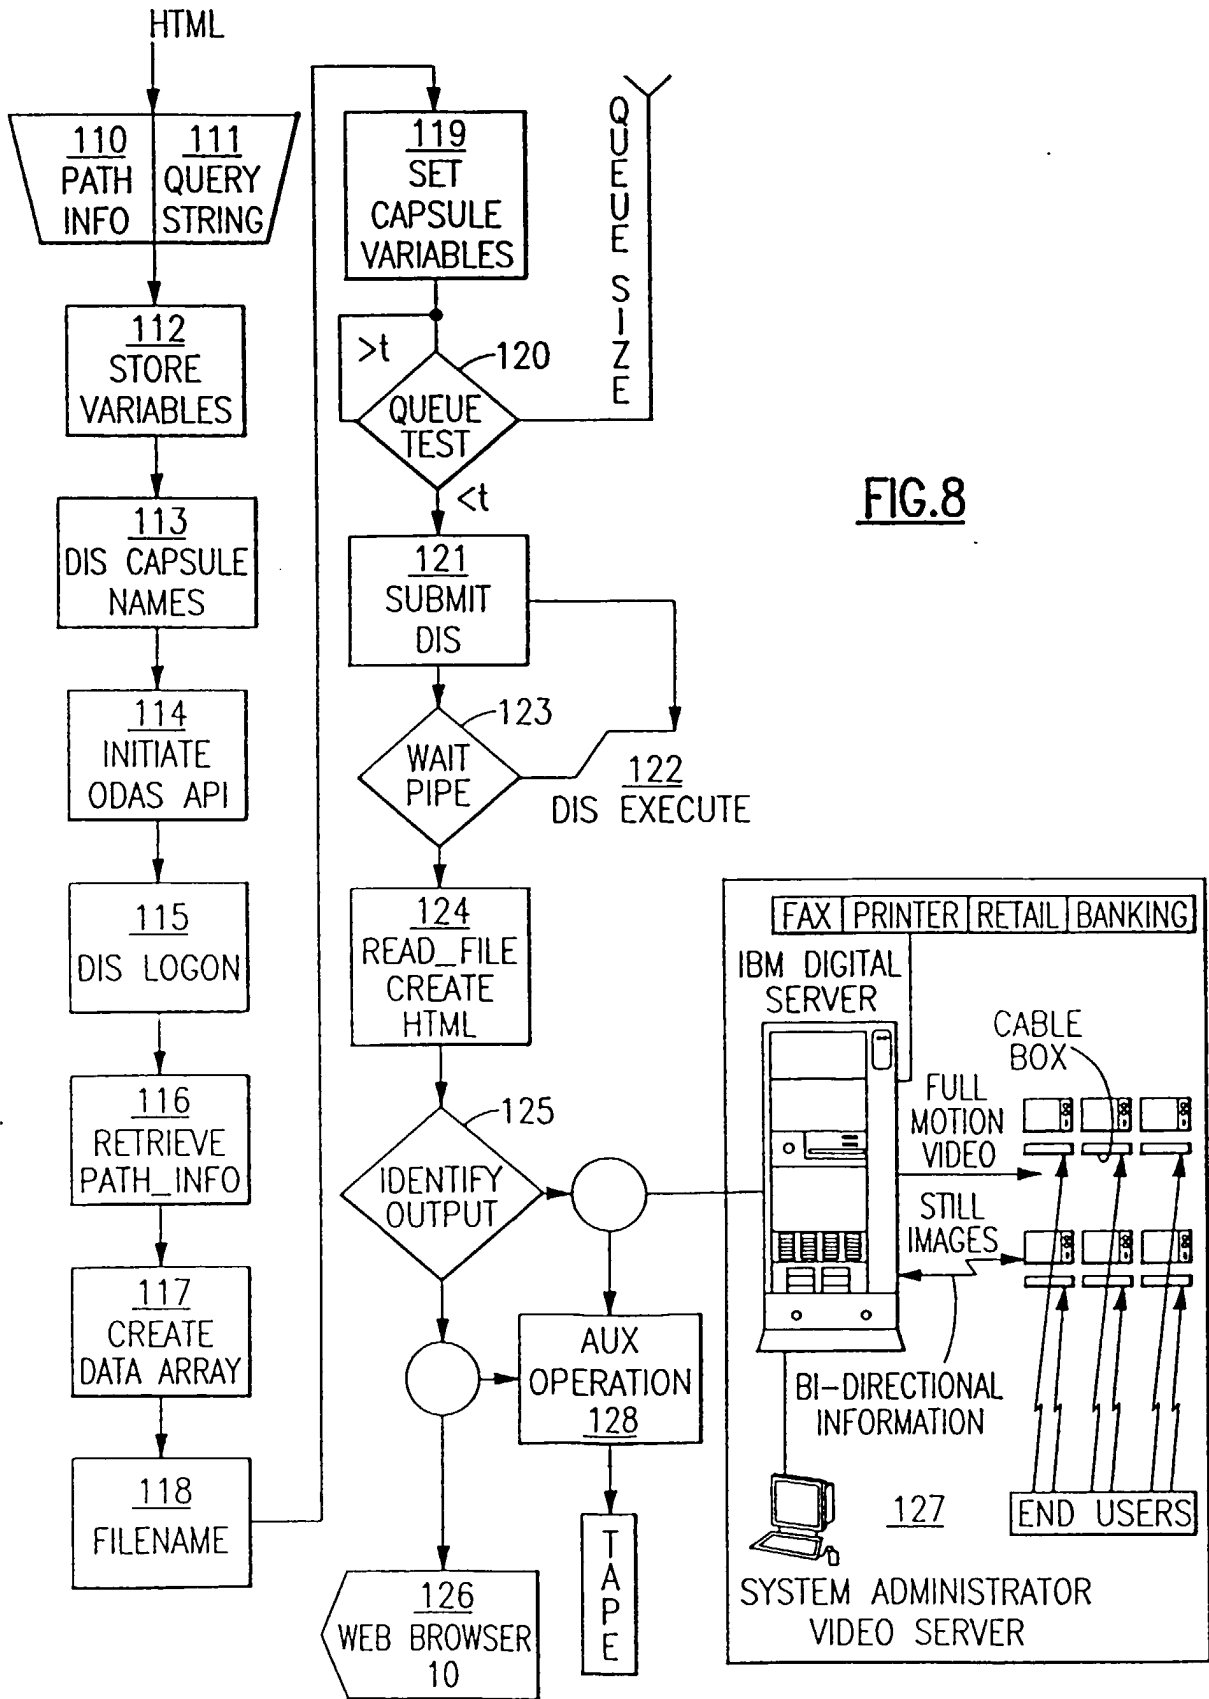 HTML
110
PATH
INFO
111
QUERY
STRING
112
STORE
VARIABLES
113
DIS CAPSULE
NAMES
114
INITIATE
ODAS API
115
DIS LOGON
116
RETRIEVE
PATH_INFO
117
CREATE
DATA ARRAY
118
FILENAME
119
SET
CAPSULE
VARIABLES
QUEUE SIZE
>t
120
QUEUE
TEST
<t
121
SUBMIT
DIS
123
WAIT
PIPE
122
DIS EXECUTE
124
READ_FILE
CREATE
HTML
125
IDENTIFY
OUTPUT
AUX
OPERATION
128
TAPE
126
WEB BROWSER
10
FIG.8
FAX PRINTER RETAIL BANKING
IBM DIGITAL
SERVER
CABLE
BOX
FULL
MOTION
VIDEO
STILL
IMAGES
BI-DIRECTIONAL
INFORMATION
127
END USERS
SYSTEM ADMINISTRATOR
VIDEO SERVER